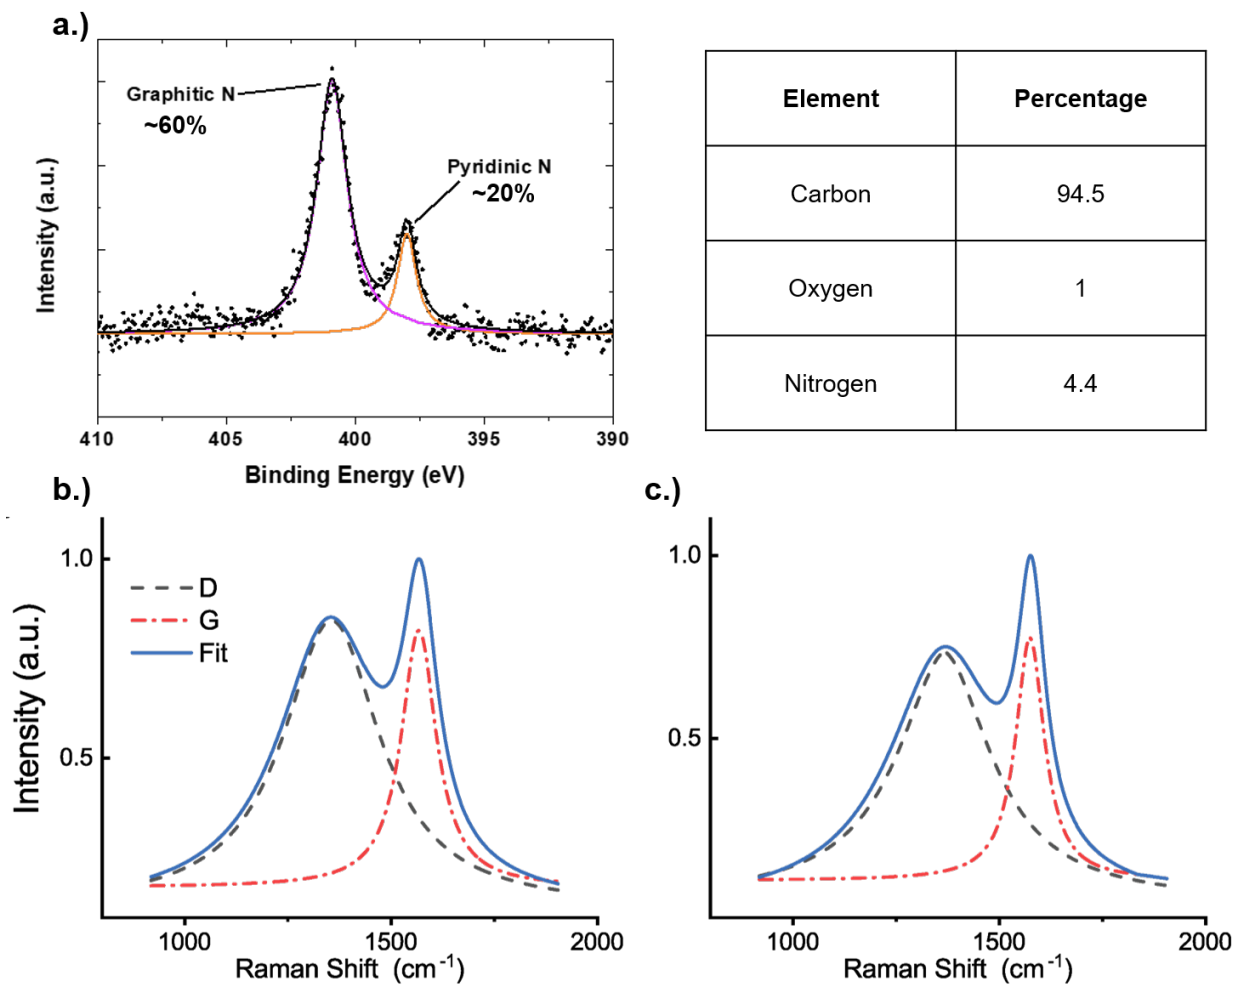 a.)
Graphitic N
~60%
Pyridinic N
~20%
Intensity (a.u.)
410 405 400 395 390
Binding Energy (eV)
Element Percentage
Carbon 94.5
Oxygen 1
Nitrogen 4.4
b.)
1.0
0.5
D
G
Fit
Intensity (a.u.)
1000 1500 2000
Raman Shift (cm⁻¹)
c.)
1.0
0.5
1000 1500 2000
Raman Shift (cm⁻¹)